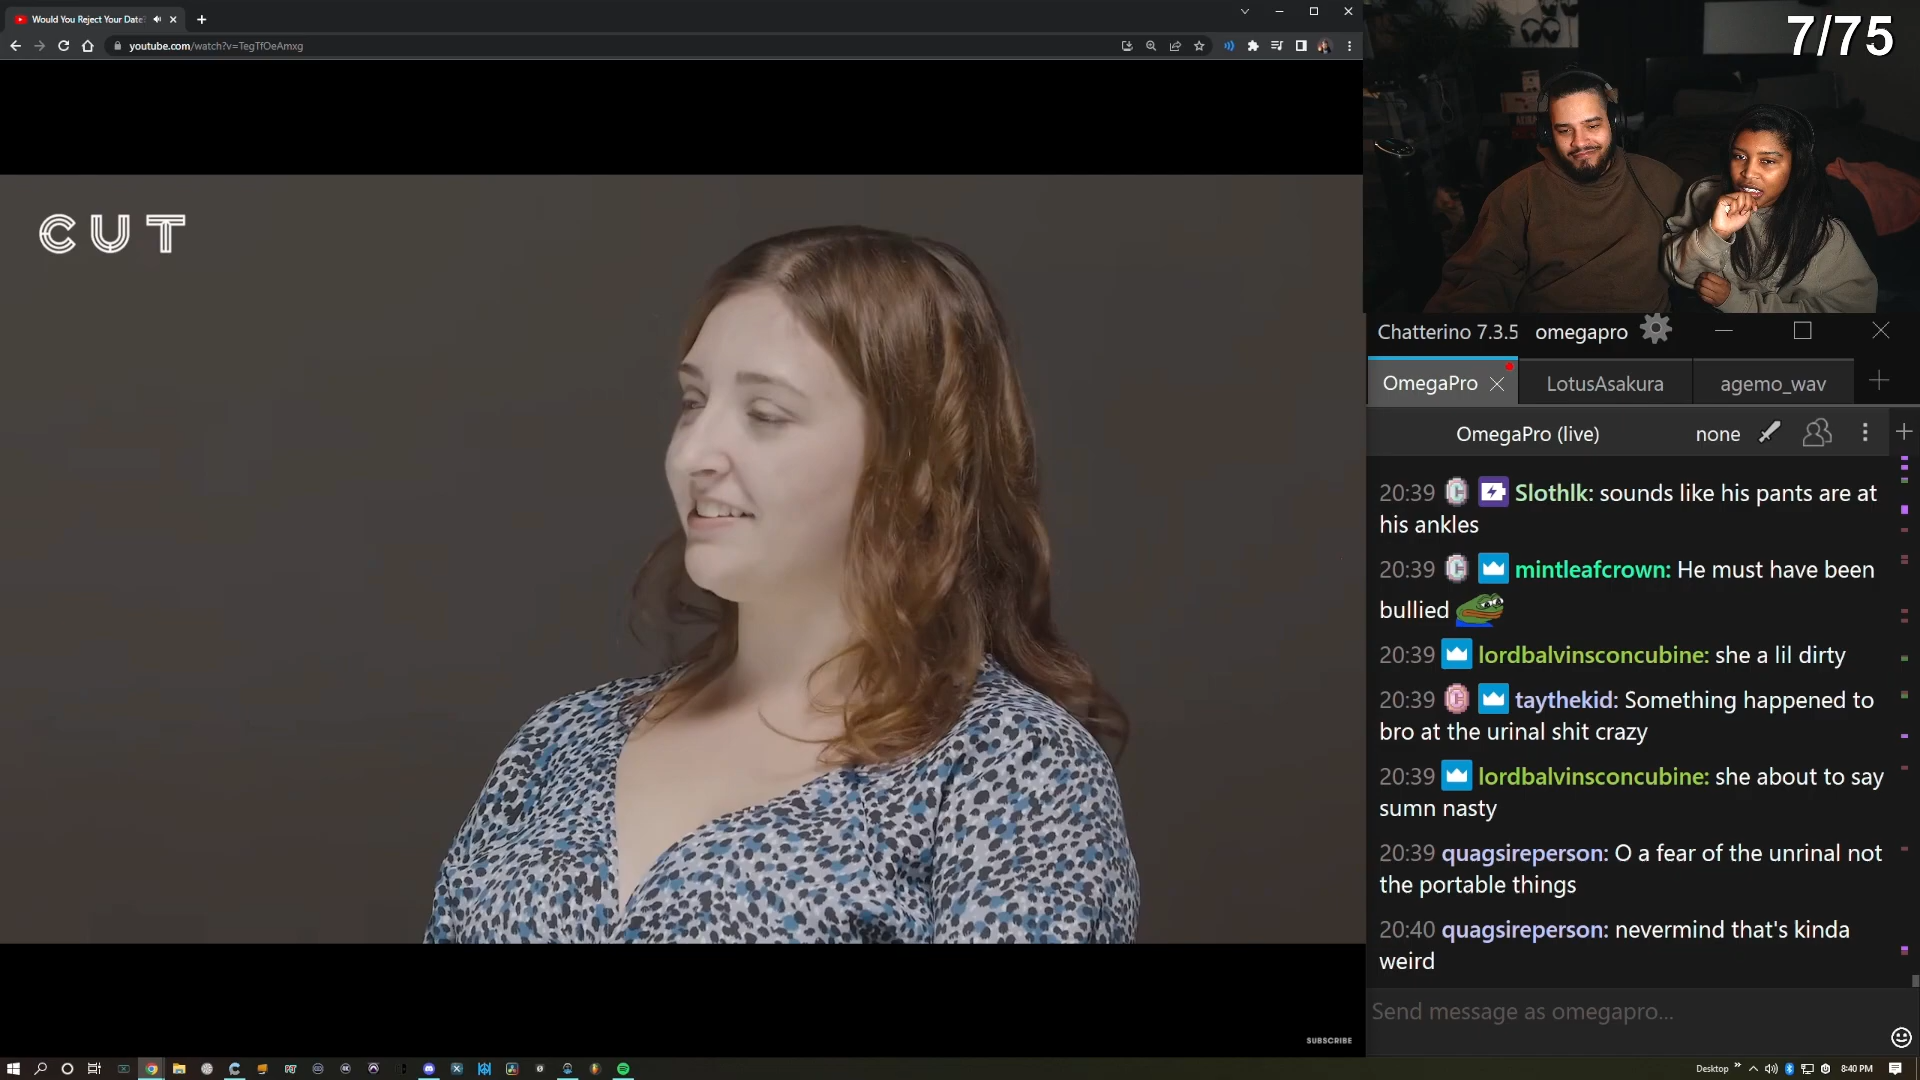 Would You Reject Your Date
youtube.com/watch?v=TegTfOeAmxg
7/75
CUT
Chatterino 7.3.5 omegapro
OmegaPro
LotusAsakura
agemo_wav
OmegaPro (live)
none
20:39 Slothlk: sounds like his pants are at
his ankles
20:39 mintleafcrown: He must have been
bullied
20:39 lordbalvinsconcubine: she a lil dirty
20:39 taythekid: Something happened to
bro at the urinal shit crazy
20:39 lordbalvinsconcubine: she about to say
sumn nasty
20:39 quagsireperson: O a fear of the unrinal not
the portable things
20:40 quagsireperson: nevermind that's kinda
weird
Send message as omegapro...
SUBSCRIBE
Desktop
8:40 PM